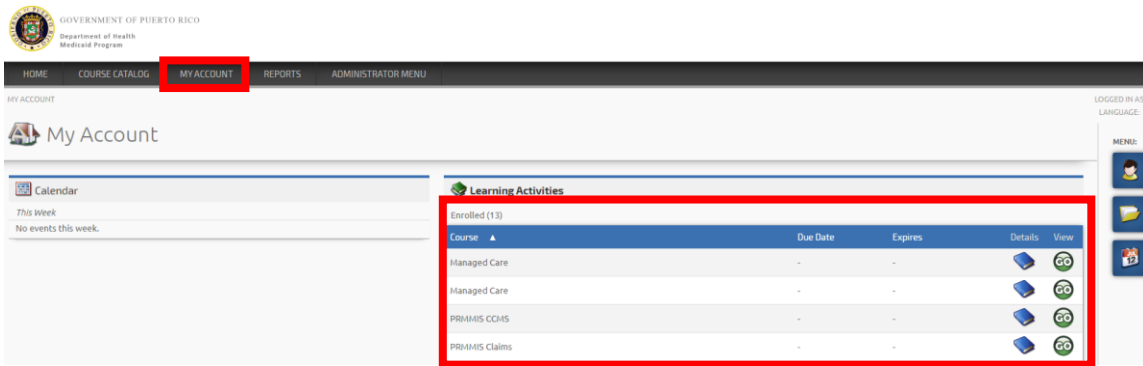 GOVERNMENT OF PUERTO RICO
Department of Health
Medicaid Program
HOME COURSE CATALOG MY ACCOUNT REPORTS ADMINISTRATOR MENU
MY ACCOUNT
LOGGED IN AS
LANGUAGE:
My Account
MENU:
Calendar
This Week
No events this week.
Learning Activities
Enrolled (13)
Course ▲ Due Date Expires Details View
Managed Care - - GO
Managed Care - - GO
PRMMIS CCMS - - GO
PRMMIS Claims - - GO
12